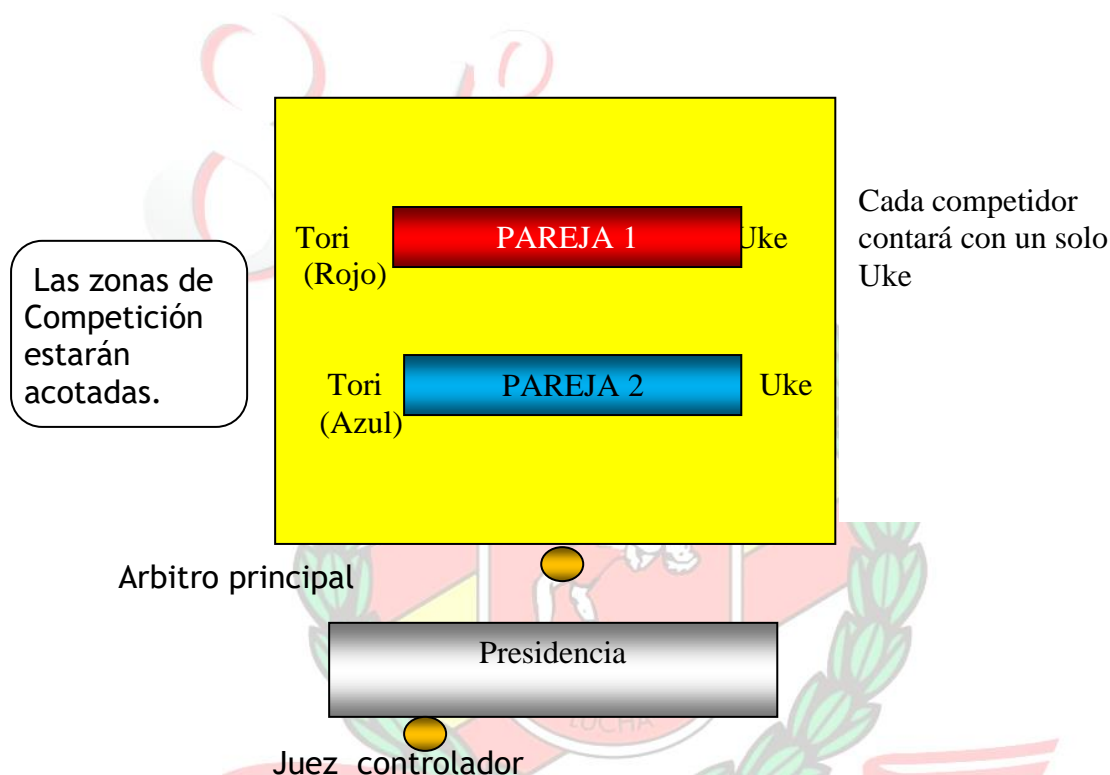 Tori
(Rojo)
PAREJA 1
Uke
Cada competidor
contará con un solo
Uke
Las zonas de
Competición
estarán
acotadas.
Tori
(Azul)
PAREJA 2
Uke
Arbitro principal
Presidencia
LUCHA
Juez controlador